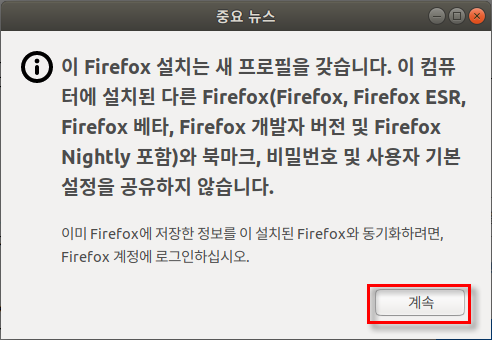 중요 뉴스
이 Firefox 설치는 새 프로필을 갖습니다. 이 컴퓨
터에 설치된 다른 Firefox(Firefox, Firefox ESR,
Firefox 베타, Firefox 개발자 버전 및 Firefox
Nightly 포함)와 북마크, 비밀번호 및 사용자 기본
설정을 공유하지 않습니다.
이미 Firefox에 저장한 정보를 이 설치된 Firefox와 동기화하려면,
Firefox 계정에 로그인하십시오.
계속